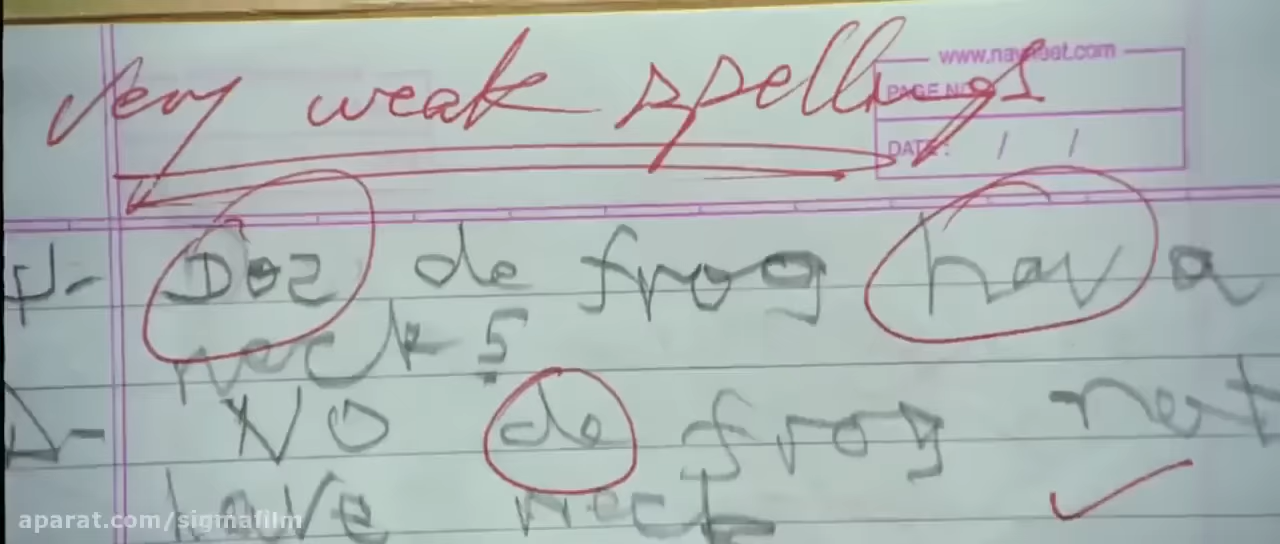 www.navneet.com
Very weak spellings
PAGE NO.
DATE: / /
Q- Doz de frog hav a
neck?
A- No de frog not
have neck
aparat.com/sigmafilm